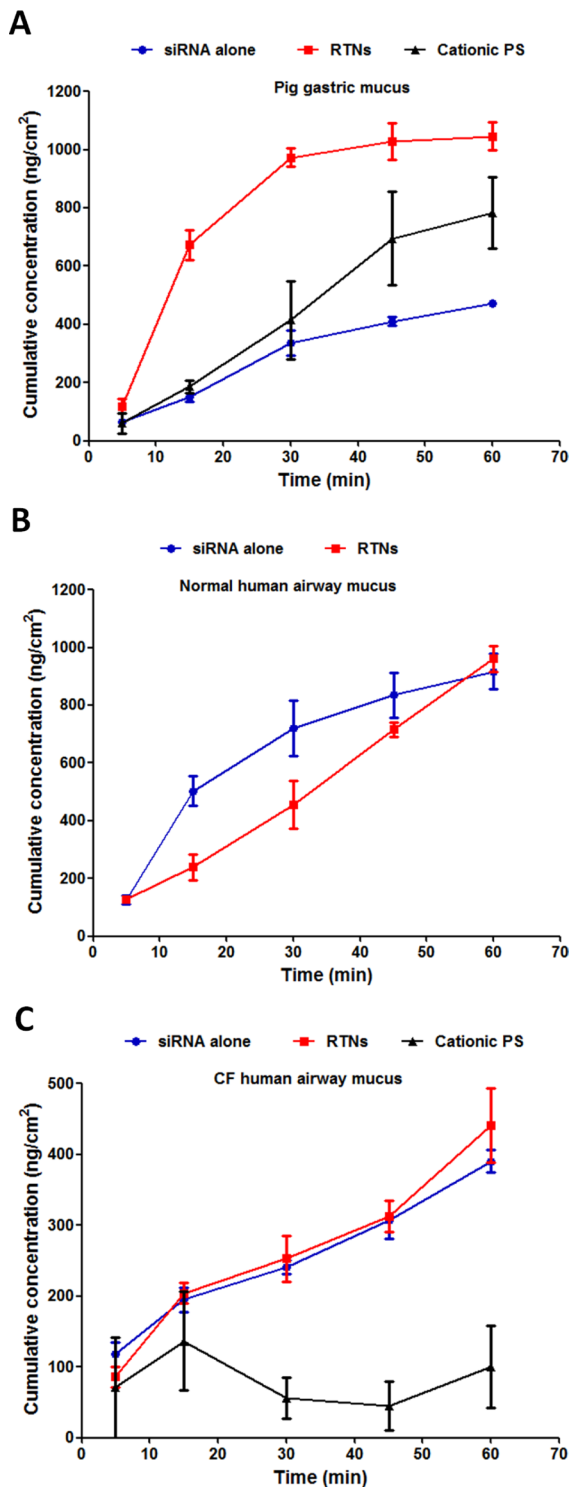 A
siRNA alone RTNs Cationic PS
Pig gastric mucus
Cumulative concentration (ng/cm²)
1200
1000
800
600
400
200
0
0 10 20 30 40 50 60 70
Time (min)
B
siRNA alone RTNs
Normal human airway mucus
Cumulative concentration (ng/cm²)
1200
1000
800
600
400
200
0
0 10 20 30 40 50 60 70
Time (min)
C
siRNA alone RTNs Cationic PS
CF human airway mucus
Cumulative concentration (ng/cm²)
500
400
300
200
100
0
0 10 20 30 40 50 60 70
Time (min)